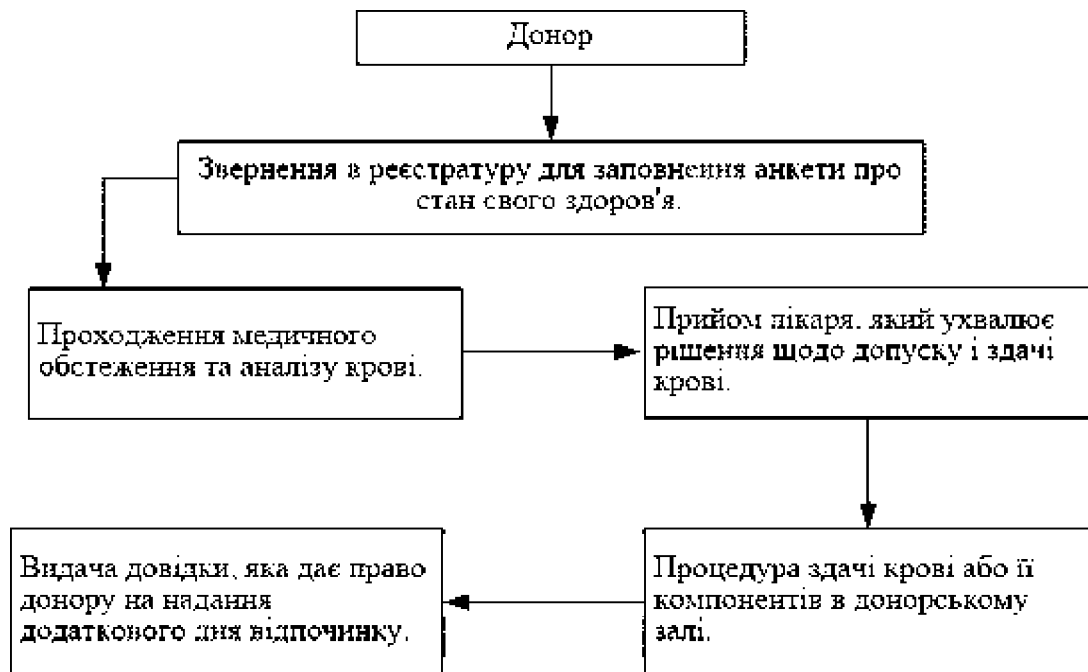 Донор
Звернення в реєстратуру для заповнення анкети про
стан свого здоров'я.
Проходження медичного
обстеження та аналізу крові.
Прийом лікаря, який ухвалює
рішення щодо допуску і здачі
крові.
Процедура здачі крові або її
компонентів в донорському
залі.
Видача довідки, яка дає право
донору на надання
додаткового дня відпочинку.